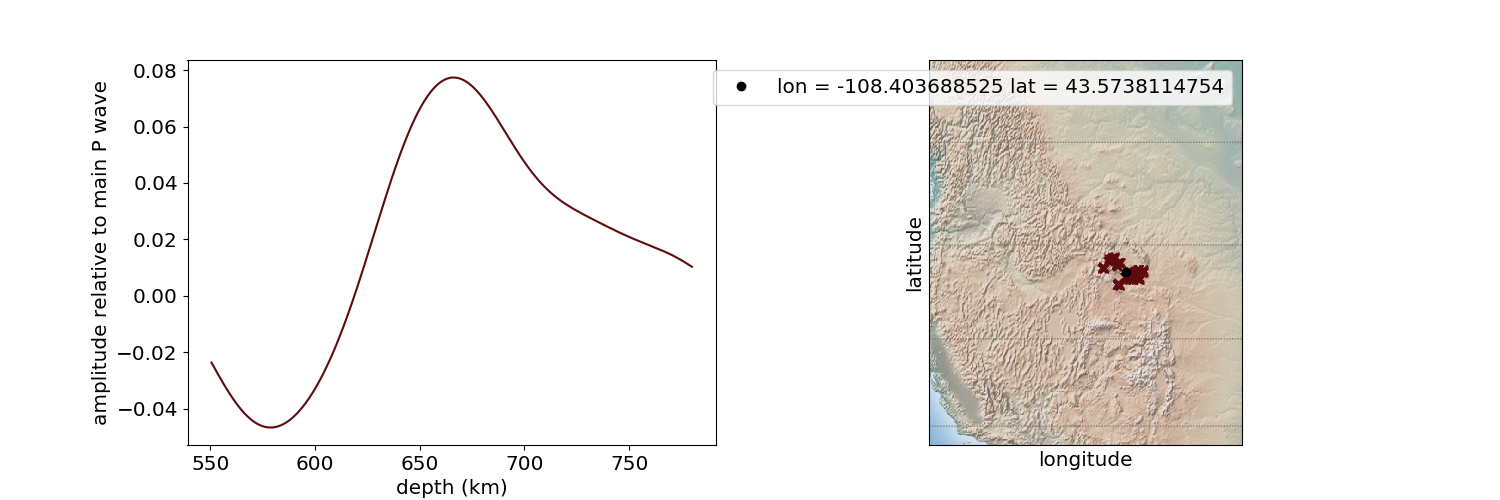 amplitude relative to main P wave
0.08
0.06
0.04
0.02
0.00
−0.02
−0.04
550 600 650 700 750
depth (km)
lon = -108.403688525 lat = 43.5738114754
latitude
longitude